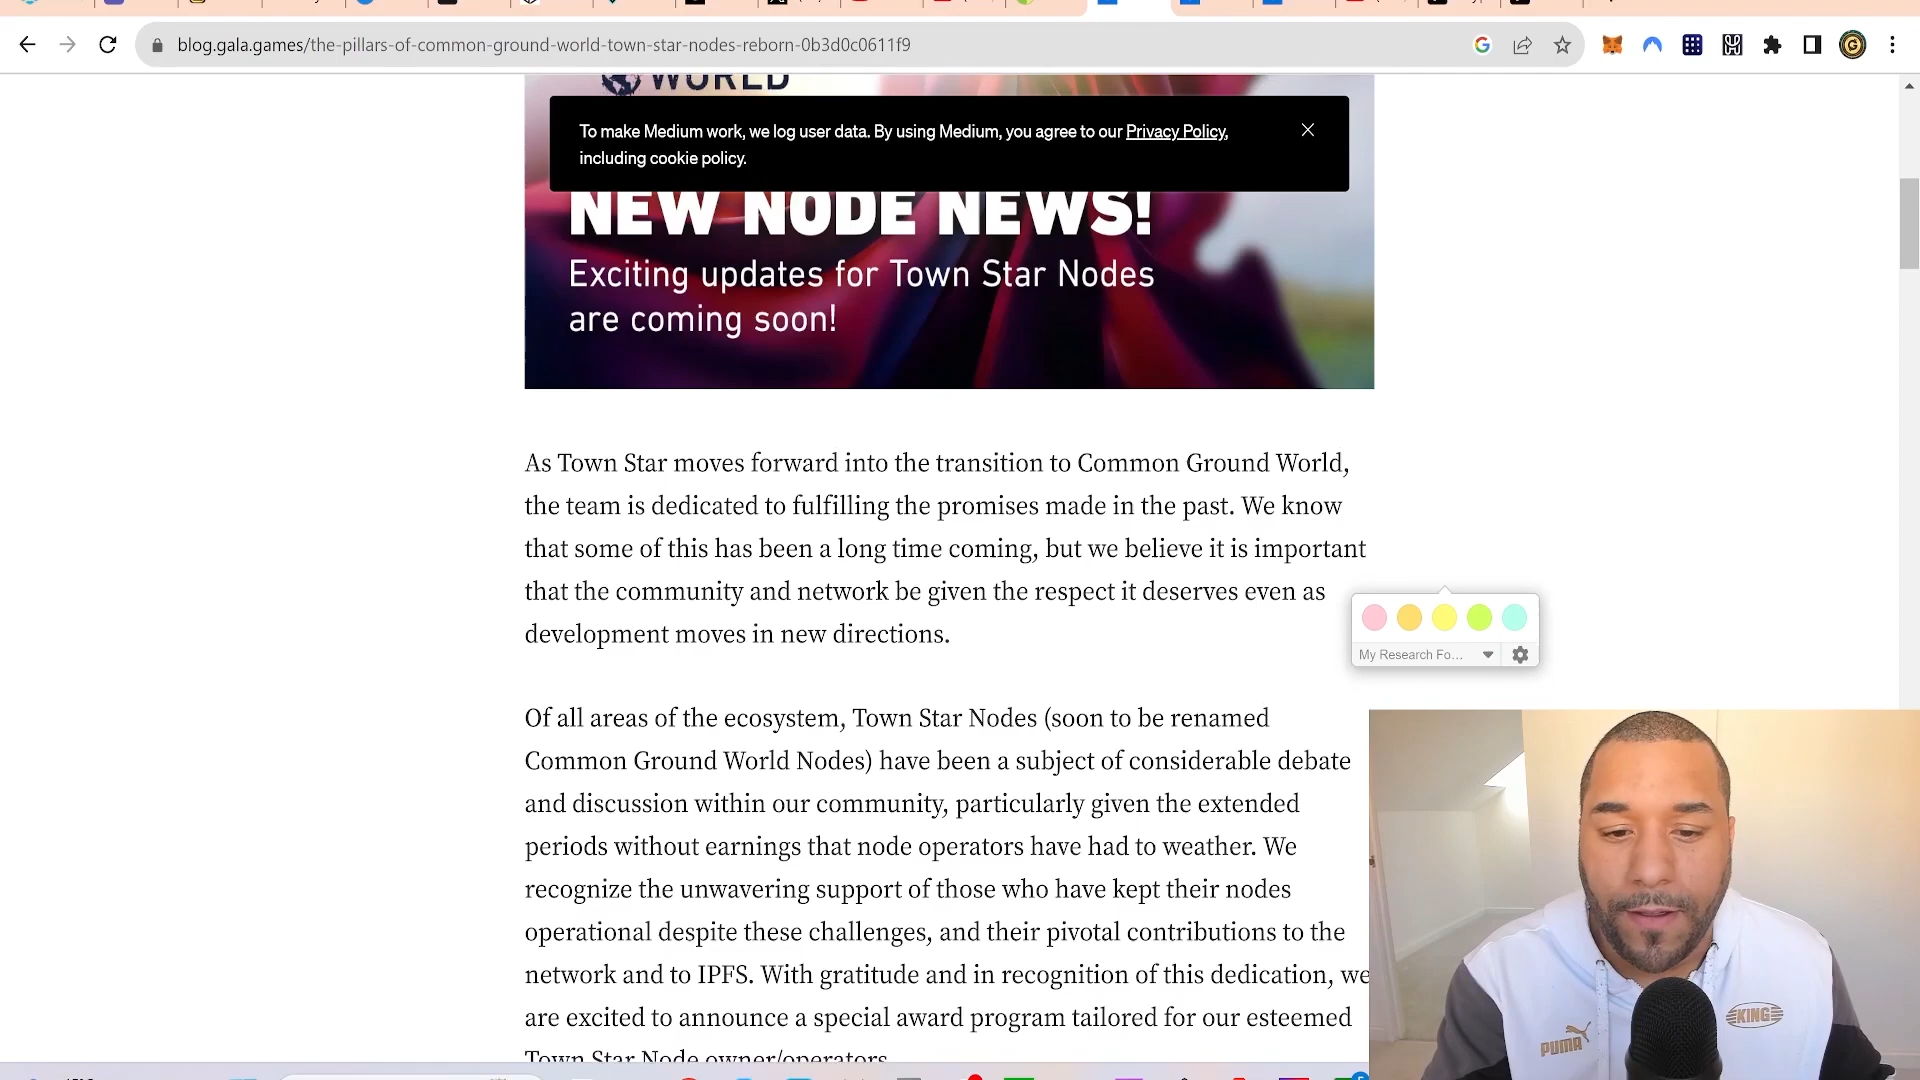 blog.gala.games/the-pillars-of-common-ground-world-town-star-nodes-reborn-0b3d0c0611f9
WORLD
To make Medium work, we log user data. By using Medium, you agree to our Privacy Policy,
including cookie policy.
NEW NODE NEWS!
Exciting updates for Town Star Nodes
are coming soon!
As Town Star moves forward into the transition to Common Ground World,
the team is dedicated to fulfilling the promises made in the past. We know
that some of this has been a long time coming, but we believe it is important
that the community and network be given the respect it deserves even as
development moves in new directions.
My Research Fo...
Of all areas of the ecosystem, Town Star Nodes (soon to be renamed
Common Ground World Nodes) have been a subject of considerable debate
and discussion within our community, particularly given the extended
periods without earnings that node operators have had to weather. We
recognize the unwavering support of those who have kept their nodes
operational despite these challenges, and their pivotal contributions to the
network and to IPFS. With gratitude and in recognition of this dedication, we
are excited to announce a special award program tailored for our esteemed
Town Star Node owner/operators
PUMA
KING